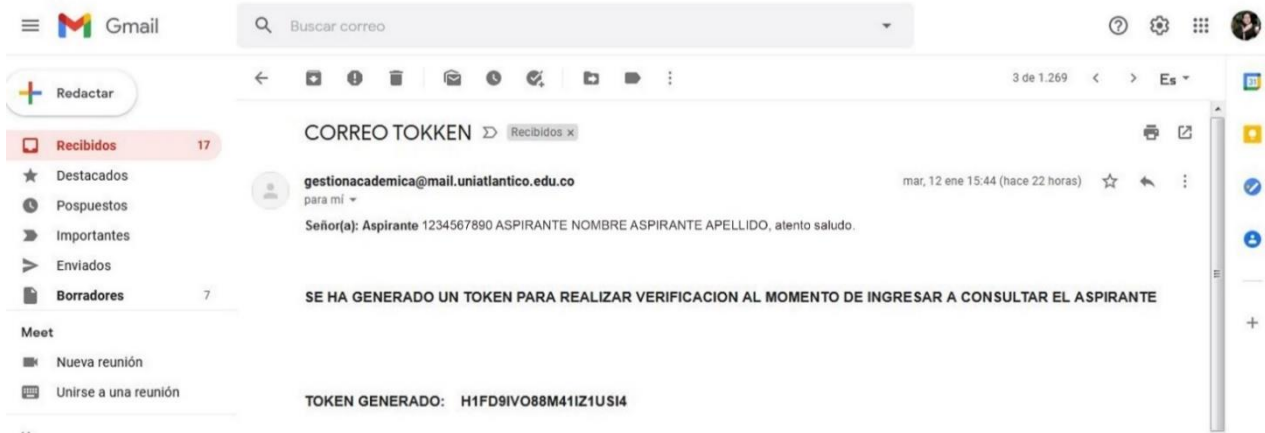 Gmail
Buscar correo
Redactar
3 de 1.269
Es
31
CORREO TOKKEN
Recibidos x
Recibidos 17
Destacados
Pospuestos
Importantes
Enviados
Borradores 7
Meet
Nueva reunión
Unirse a una reunión
gestionacademica@mail.uniatlantico.edu.co
mar, 12 ene 15:44 (hace 22 horas)
para mí
Señor(a): Aspirante 1234567890 ASPIRANTE NOMBRE ASPIRANTE APELLIDO, atento saludo.
SE HA GENERADO UN TOKEN PARA REALIZAR VERIFICACION AL MOMENTO DE INGRESAR A CONSULTAR EL ASPIRANTE
TOKEN GENERADO: H1FD9IVO88M41IZ1USI4